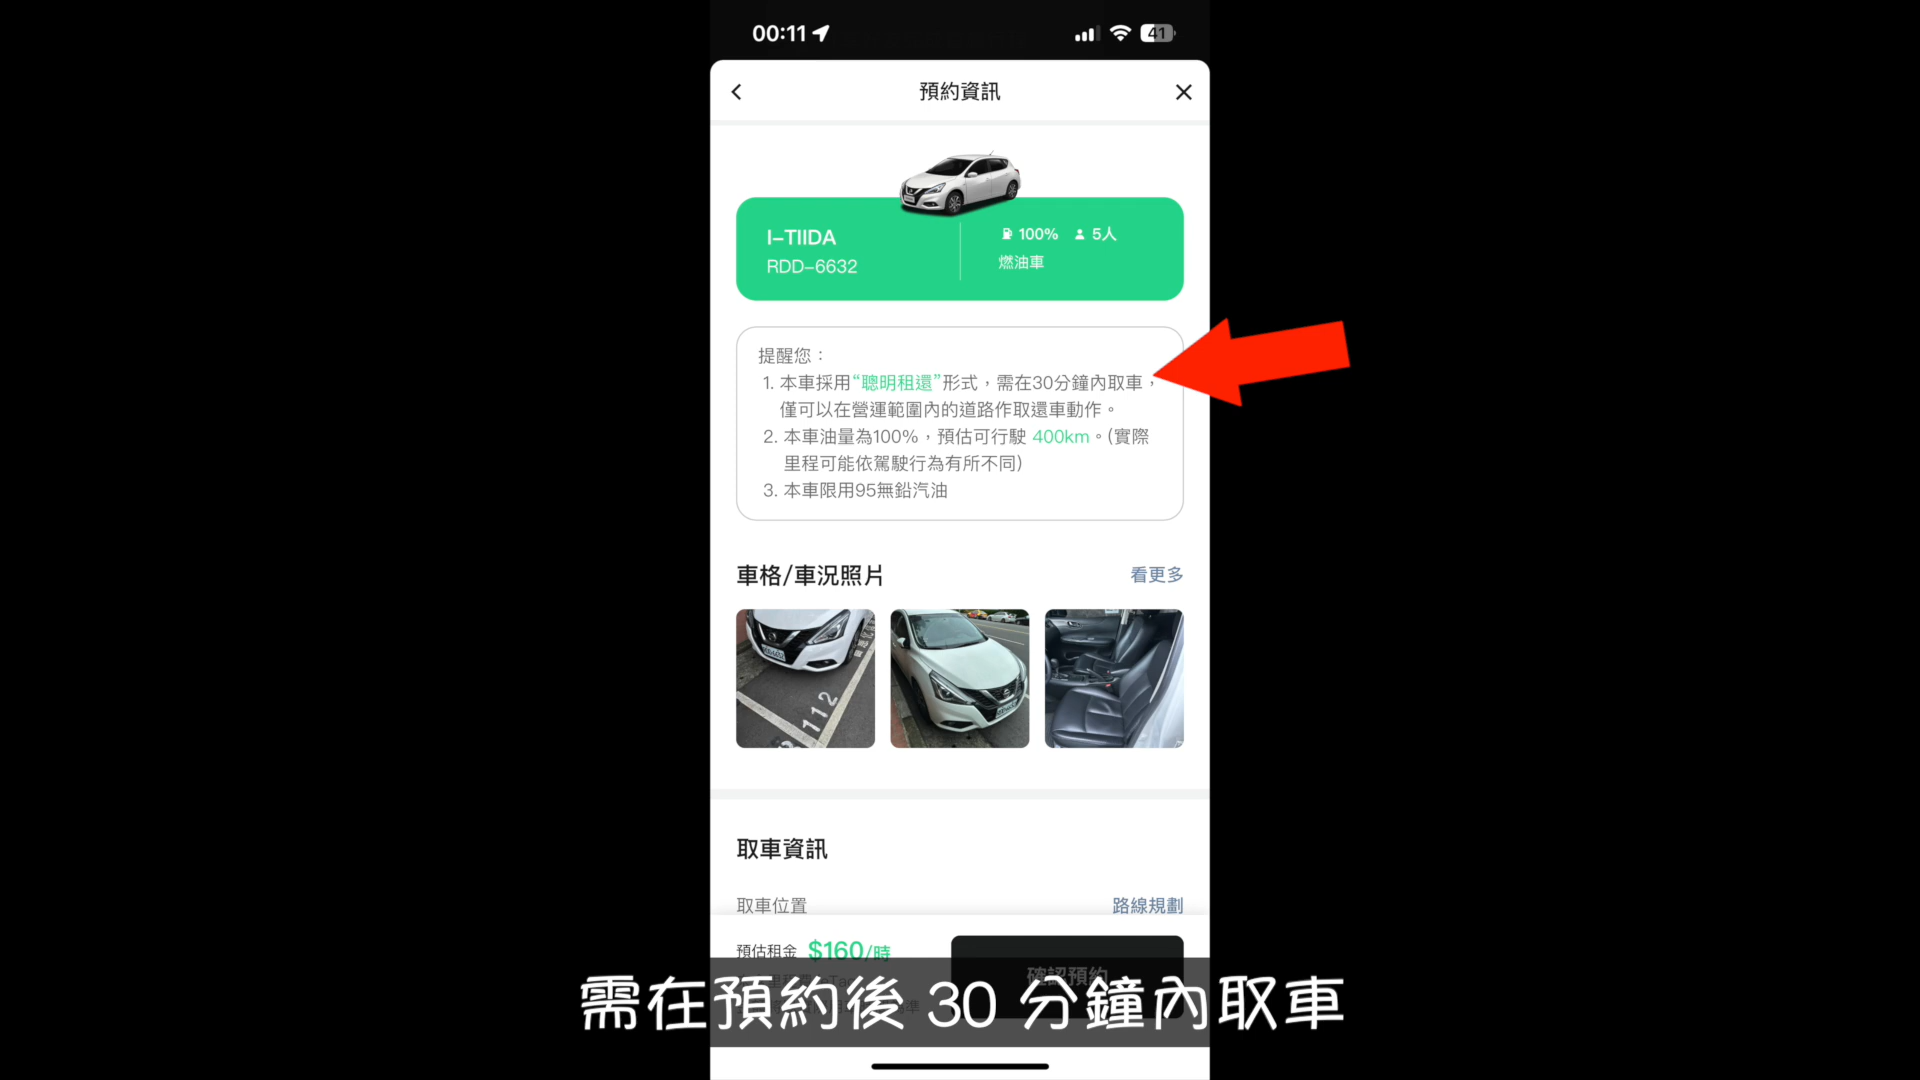 00:11
41
預約資訊
I-TIIDA
RDD-6632
100% 5人
燃油車
提醒您：
1. 本車採用“聰明租還”形式，需在30分鐘內取車，
僅可以在營運範圍內的道路作取還車動作。
2. 本車油量為100%，預估可行駛 400km。(實際
里程可能依駕駛行為有所不同)
3. 本車限用95無鉛汽油
車格/車況照片
看更多
112
取車資訊
取車位置
路線規劃
預估租金 $160/時
確認預約
需在預約後 30 分鐘內取車